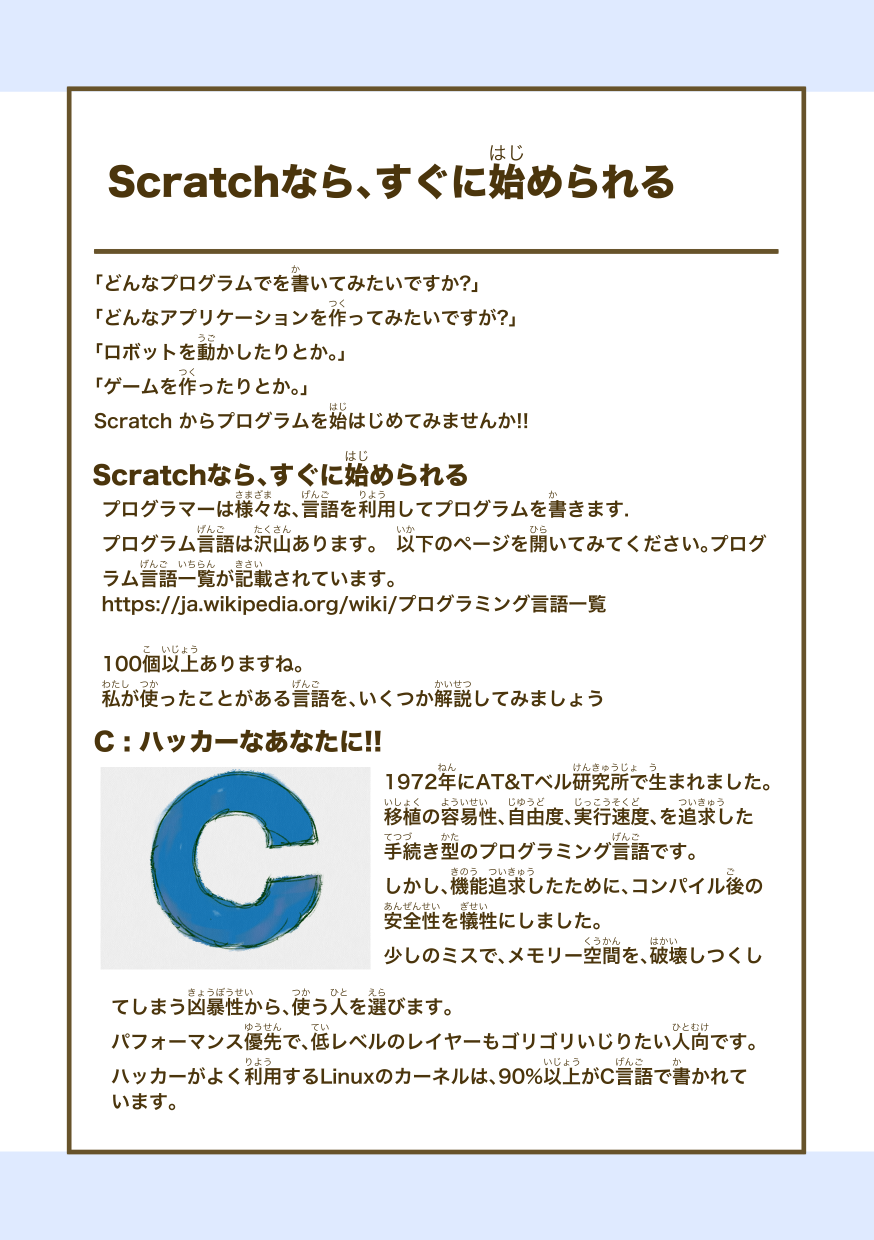 Scratchなら、すぐに始められる
「どんなプログラムでを書いてみたいですか?」
「どんなアプリケーションを作ってみたいですが?」
「ロボットを動かしたりとか。」
「ゲームを作ったりとか。」
Scratch からプログラムを始はじめてみませんか!!
Scratchなら、すぐに始められる
プログラマーは様々な、言語を利用してプログラムを書きます.
プログラム言語は沢山あります。 以下のページを開いてみてください。プログ
ラム言語一覧が記載されています。
https://ja.wikipedia.org/wiki/プログラミング言語一覧
100個以上ありますね。
私が使ったことがある言語を、いくつか解説してみましょう
C : ハッカーなあなたに!!
C
1972年にAT&Tベル研究所で生まれました。
移植の容易性、自由度、実行速度、を追求した
手続き型のプログラミング言語です。
しかし、機能追求したために、コンパイル後の
安全性を犠牲にしました。
少しのミスで、メモリー空間を、破壊しつくし
てしまう凶暴性から、使う人を選びます。
パフォーマンス優先で、低レベルのレイヤーもゴリゴリいじりたい人向です。
ハッカーがよく利用するLinuxのカーネルは、90%以上がC言語で書かれて
います。